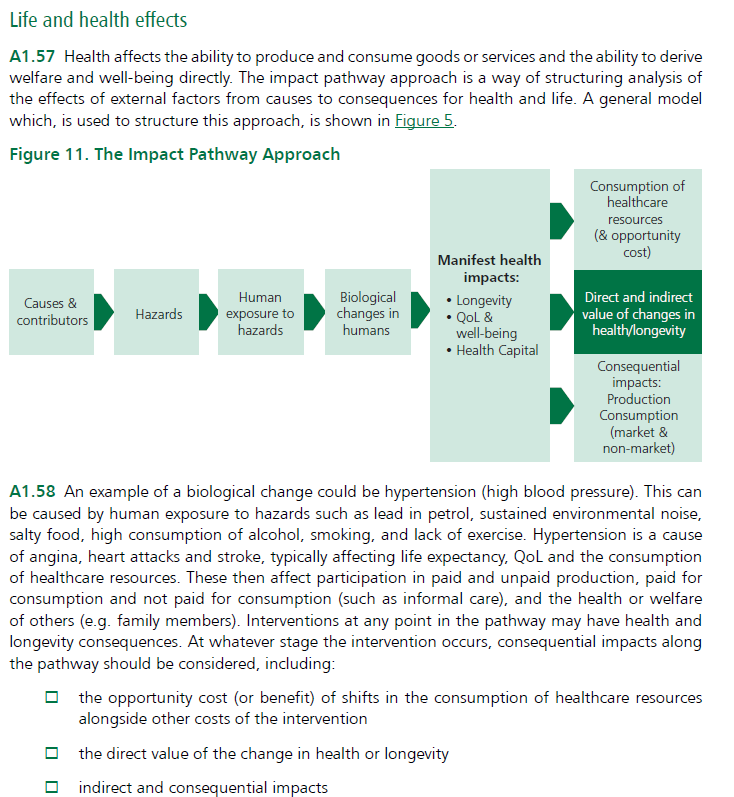 Life and health effects
A1.57 Health affects the ability to produce and consume goods or services and the ability to derive
welfare and well-being directly. The impact pathway approach is a way of structuring analysis of
the effects of external factors from causes to consequences for health and life. A general model
which, is used to structure this approach, is shown in Figure 5.
Figure 11. The Impact Pathway Approach
Causes &
contributors
Hazards
Human
exposure to
hazards
Biological
changes in
humans
Manifest health
impacts:
• Longevity
• QoL &
well-being
• Health Capital
Consumption of
healthcare
resources
(& opportunity
cost)
Direct and indirect
value of changes in
health/longevity
Consequential
impacts:
Production
Consumption
(market &
non-market)
A1.58 An example of a biological change could be hypertension (high blood pressure). This can
be caused by human exposure to hazards such as lead in petrol, sustained environmental noise,
salty food, high consumption of alcohol, smoking, and lack of exercise. Hypertension is a cause
of angina, heart attacks and stroke, typically affecting life expectancy, QoL and the consumption
of healthcare resources. These then affect participation in paid and unpaid production, paid for
consumption and not paid for consumption (such as informal care), and the health or welfare
of others (e.g. family members). Interventions at any point in the pathway may have health and
longevity consequences. At whatever stage the intervention occurs, consequential impacts along
the pathway should be considered, including:
☐ the opportunity cost (or benefit) of shifts in the consumption of healthcare resources
alongside other costs of the intervention
☐ the direct value of the change in health or longevity
☐ indirect and consequential impacts